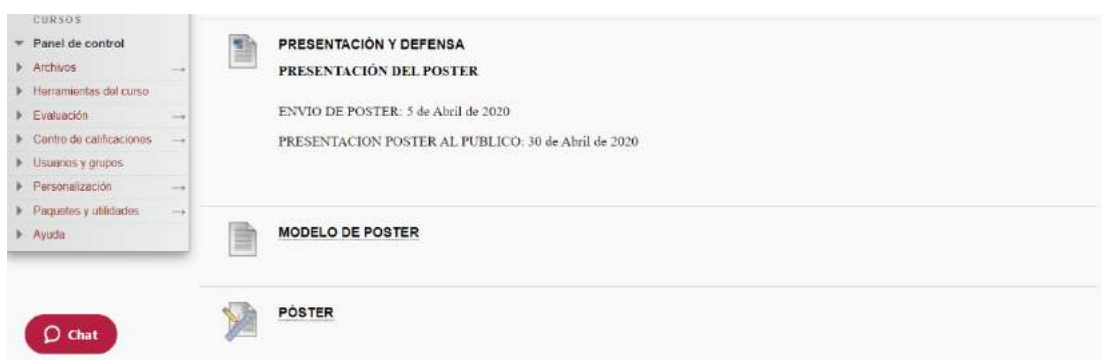 CURSOS
Panel de control
Archivos
Herramientas del curso
Evaluación
Centro de calificaciones
Usuarios y grupos
Personalización
Paquetes y utilidades
Ayuda
Chat
PRESENTACIÓN Y DEFENSA
PRESENTACIÓN DEL POSTER
ENVIO DE POSTER: 5 de Abril de 2020
PRESENTACION POSTER AL PUBLICO: 30 de Abril de 2020
MODELO DE POSTER
PÓSTER